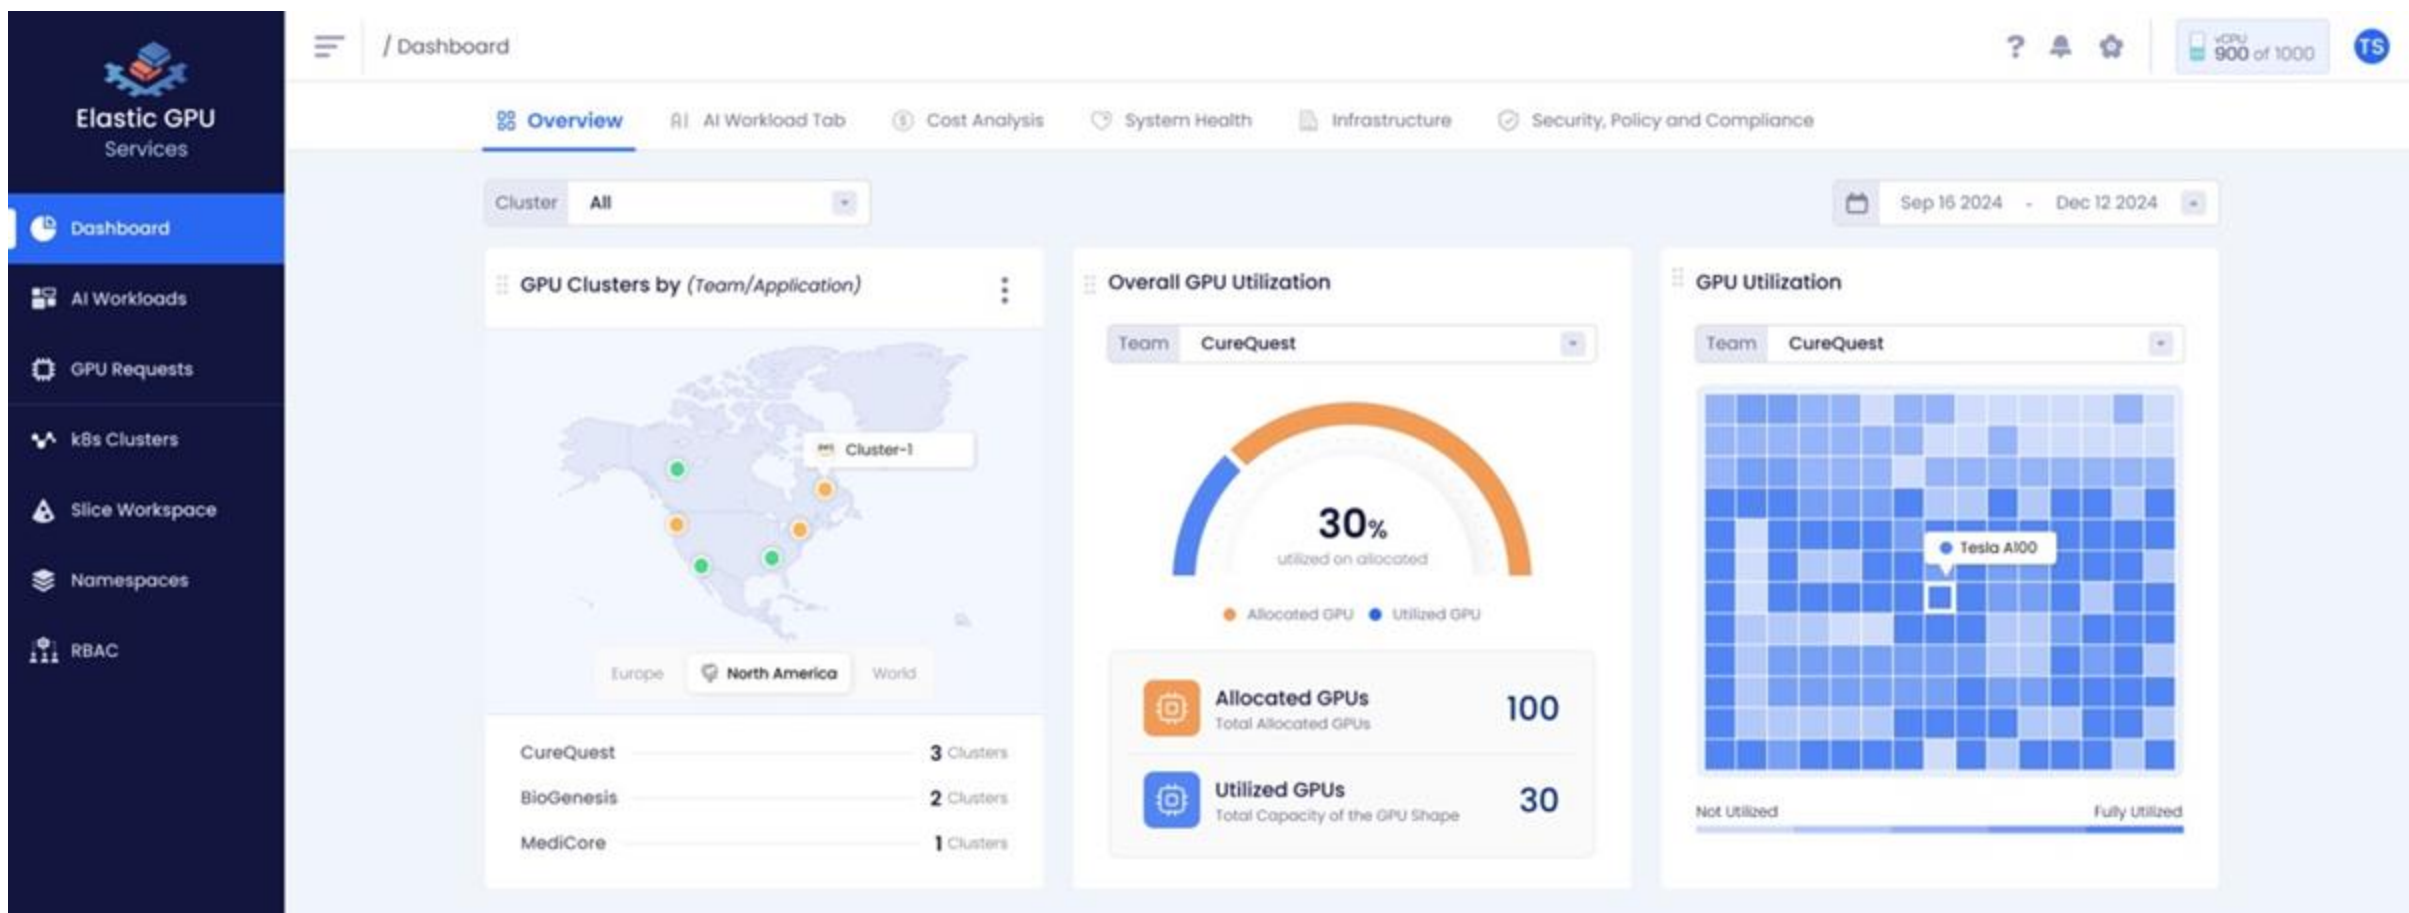 Elastic GPU
Services
Dashboard
AI Workloads
GPU Requests
k8s Clusters
Slice Workspace
Namespaces
RBAC
/ Dashboard
?
vCPU
900 of 1000
TS
Overview
AI AI Workload Tab
Cost Analysis
System Health
Infrastructure
Security, Policy and Compliance
Cluster All
Sep 16 2024 - Dec 12 2024
GPU Clusters by (Team/Application)
aws Cluster-1
Europe
North America
World
CureQuest 3 Clusters
BioGenesis 2 Clusters
MediCore 1 Clusters
Overall GPU Utilization
Team CureQuest
30%
utilized on allocated
Allocated GPU Utilized GPU
Allocated GPUs 100
Total Allocated GPUs
Utilized GPUs 30
Total Capacity of the GPU Shape
GPU Utilization
Team CureQuest
Tesla A100
Not Utilized Fully Utilized